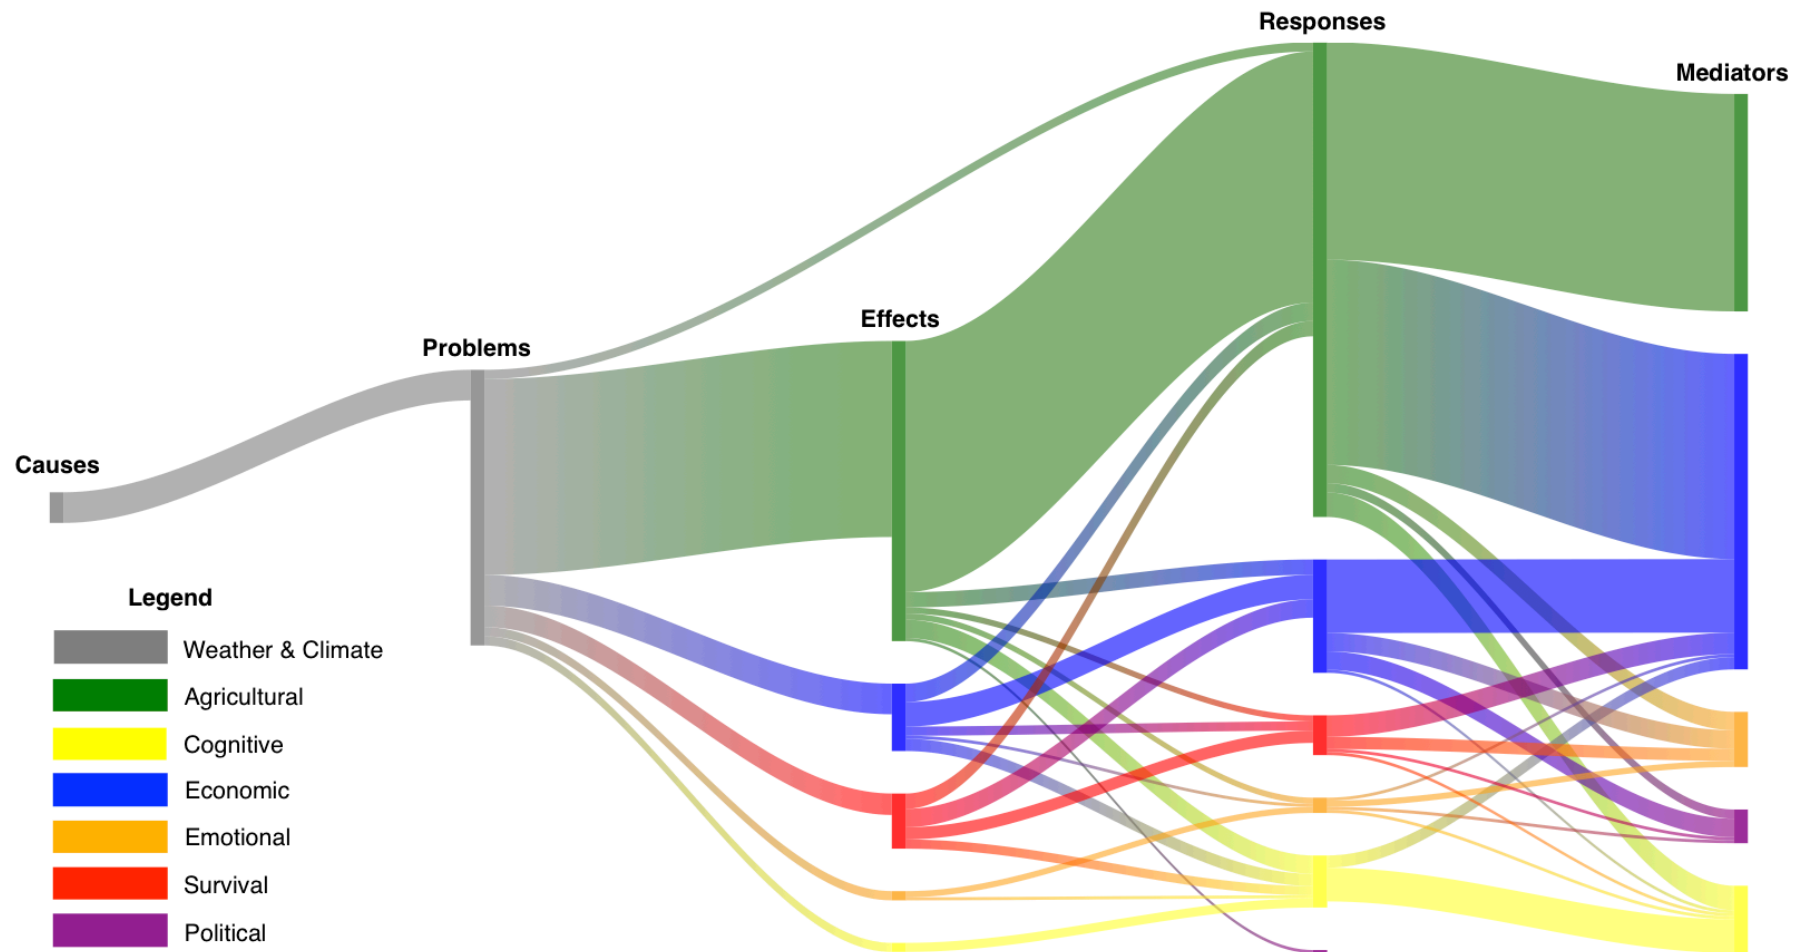 Responses
Mediators
Effects
Problems
Causes
Legend
Weather & Climate
Agricultural
Cognitive
Economic
Emotional
Survival
Political